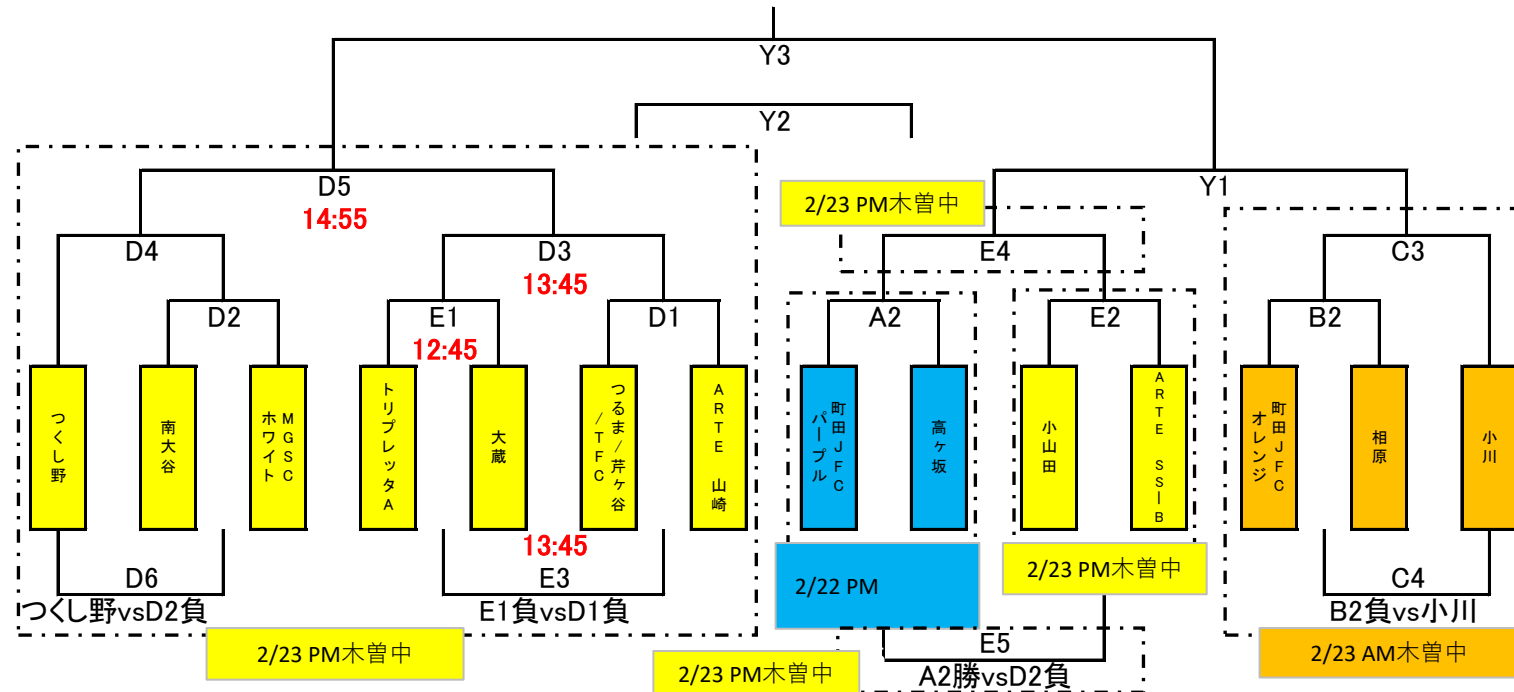 Y3
Y2
D5
14:55
2/23 PM木曽中
Y1
D4
D3
13:45
E4
C3
D2
E1
12:45
D1
A2
E2
B2
つくし野
南大谷
MGSC
ホワイト
トリプレッタA
大蔵
つるま/芹ヶ谷
/TFC
ARTE 山崎
町田JFC
パープル
高ヶ坂
小山田
ARTE SS|B
町田JFC
オレンジ
相原
小川
13:45
D6
E3
つくし野vsD2負
E1負vsD1負
2/22 PM
2/23 PM木曽中
C4
B2負vs小川
2/23 PM木曽中
2/23 PM木曽中
E5
A2勝vsD2負
2/23 AM木曽中